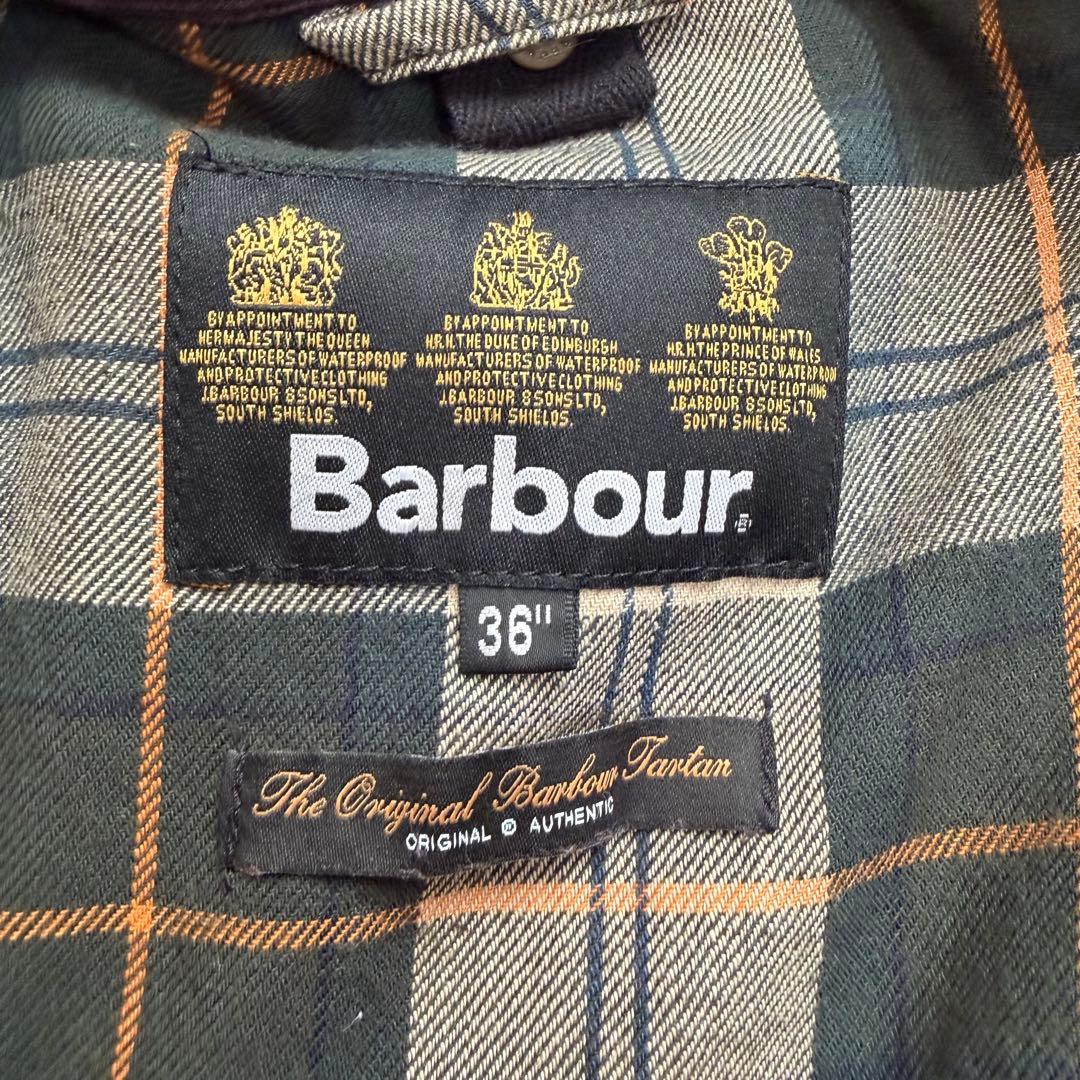 BY APPOINTMENT TO
HER MAJESTY THE QUEEN
MANUFACTURERS OF WATERPROOF
AND PROTECTIVE CLOTHING
J.BARBOUR & SONS LTD,
SOUTH SHIELDS.
BY APPOINTMENT TO
H.R.H. THE DUKE OF EDINBURGH
MANUFACTURERS OF WATERPROOF
AND PROTECTIVE CLOTHING
J.BARBOUR & SONS LTD,
SOUTH SHIELDS.
BY APPOINTMENT TO
H.R.H. THE PRINCE OF WALES
MANUFACTURERS OF WATERPROOF
AND PROTECTIVE CLOTHING
J.BARBOUR & SONS LTD,
SOUTH SHIELDS.
Barbour
36"
The Original Barbour Tartan
ORIGINAL AUTHENTIC